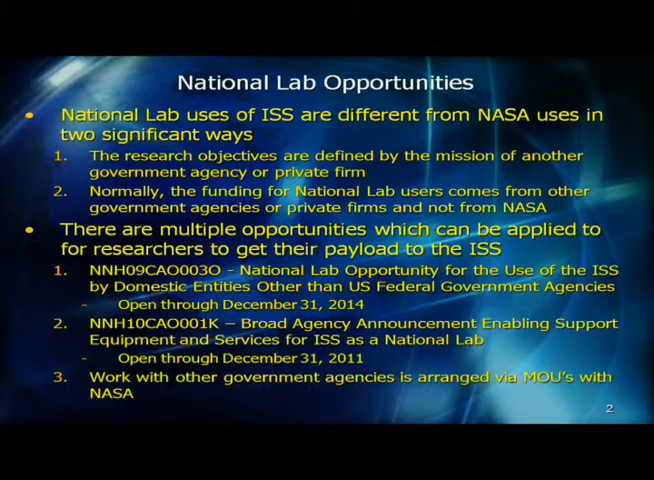 National Lab Opportunities
• National Lab uses of ISS are different from NASA uses in
two significant ways
1. The research objectives are defined by the mission of another
government agency or private firm
2. Normally, the funding for National Lab users comes from other
government agencies or private firms and not from NASA
• There are multiple opportunities which can be applied to
for researchers to get their payload to the ISS
1. NNH09CAO003O - National Lab Opportunity for the Use of the ISS
by Domestic Entities Other than US Federal Government Agencies
- Open through December 31, 2014
2. NNH10CAO001K – Broad Agency Announcement Enabling Support
Equipment and Services for ISS as a National Lab
- Open through December 31, 2011
3. Work with other government agencies is arranged via MOU's with
NASA
2